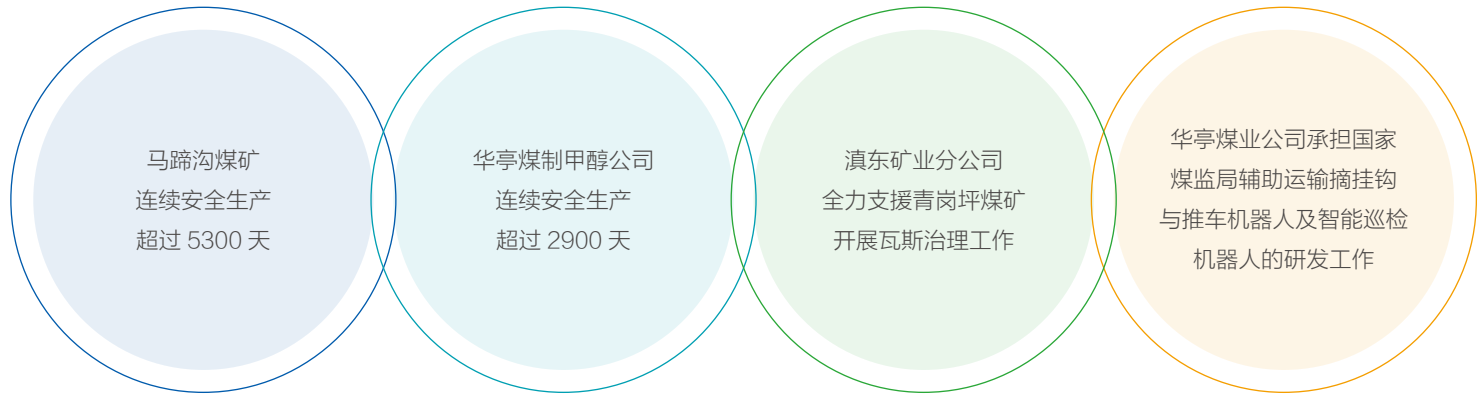 马蹄沟煤矿
连续安全生产
超过 5300 天
华亭煤制甲醇公司
连续安全生产
超过 2900 天
滇东矿业分公司
全力支援青岗坪煤矿
开展瓦斯治理工作
华亭煤业公司承担国家
煤监局辅助运输摘挂钩
与推车机器人及智能巡检
机器人的研发工作